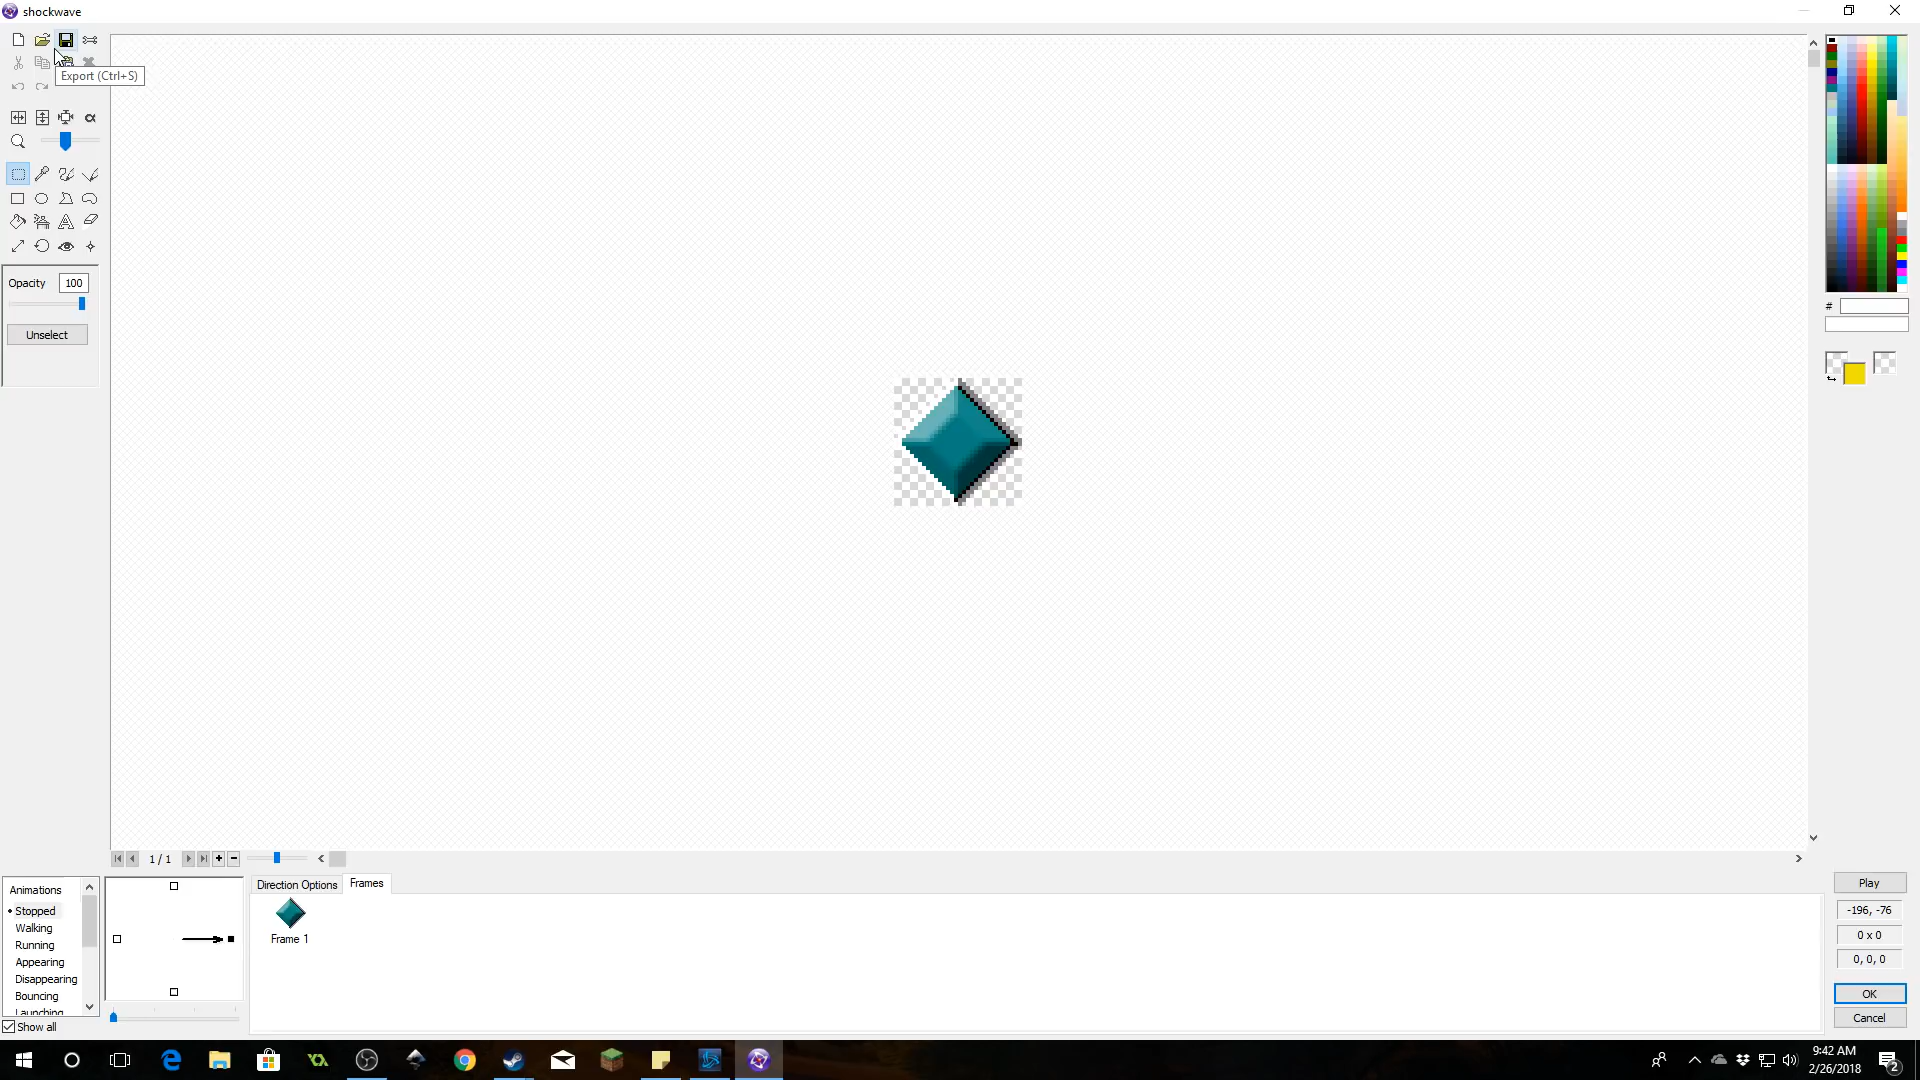 shockwave
Export (Ctrl+S)
Opacity 100
Unselect
#
1 / 1
Animations
Stopped
Walking
Running
Appearing
Disappearing
Bouncing
Launching
Show all
Direction Options Frames
Frame 1
Play
-196, -76
0 x 0
0, 0, 0
OK
Cancel
9:42 AM
2/26/2018
2